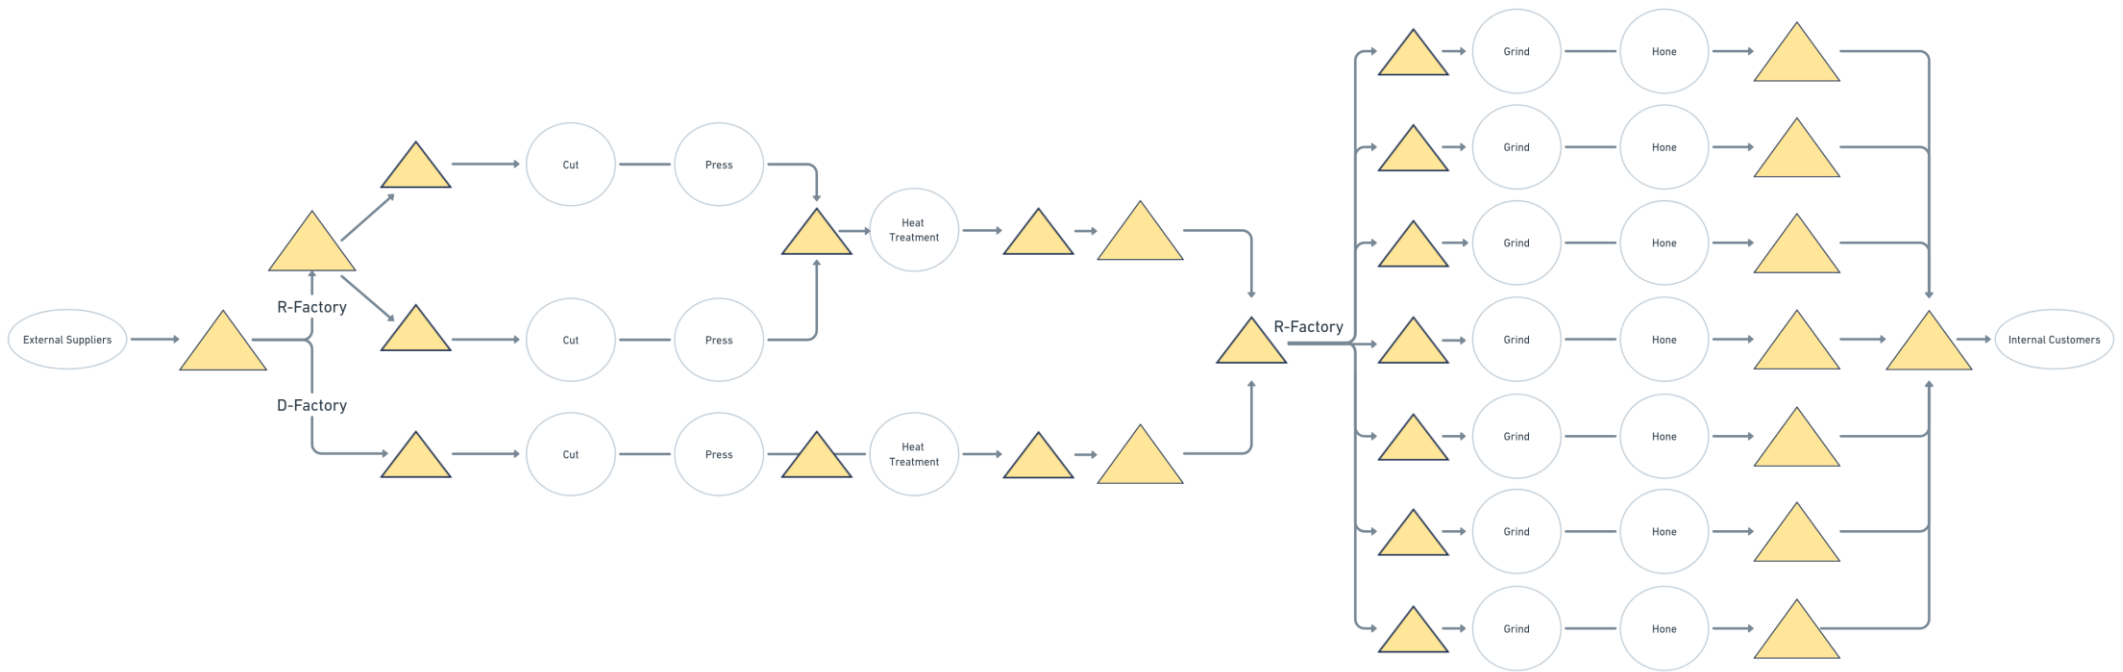 External Suppliers
R-Factory
D-Factory
Cut
Press
Cut
Press
Heat
Treatment
Cut
Press
Heat
Treatment
R-Factory
Grind
Hone
Grind
Hone
Grind
Hone
Grind
Hone
Grind
Hone
Grind
Hone
Grind
Hone
Internal Customers